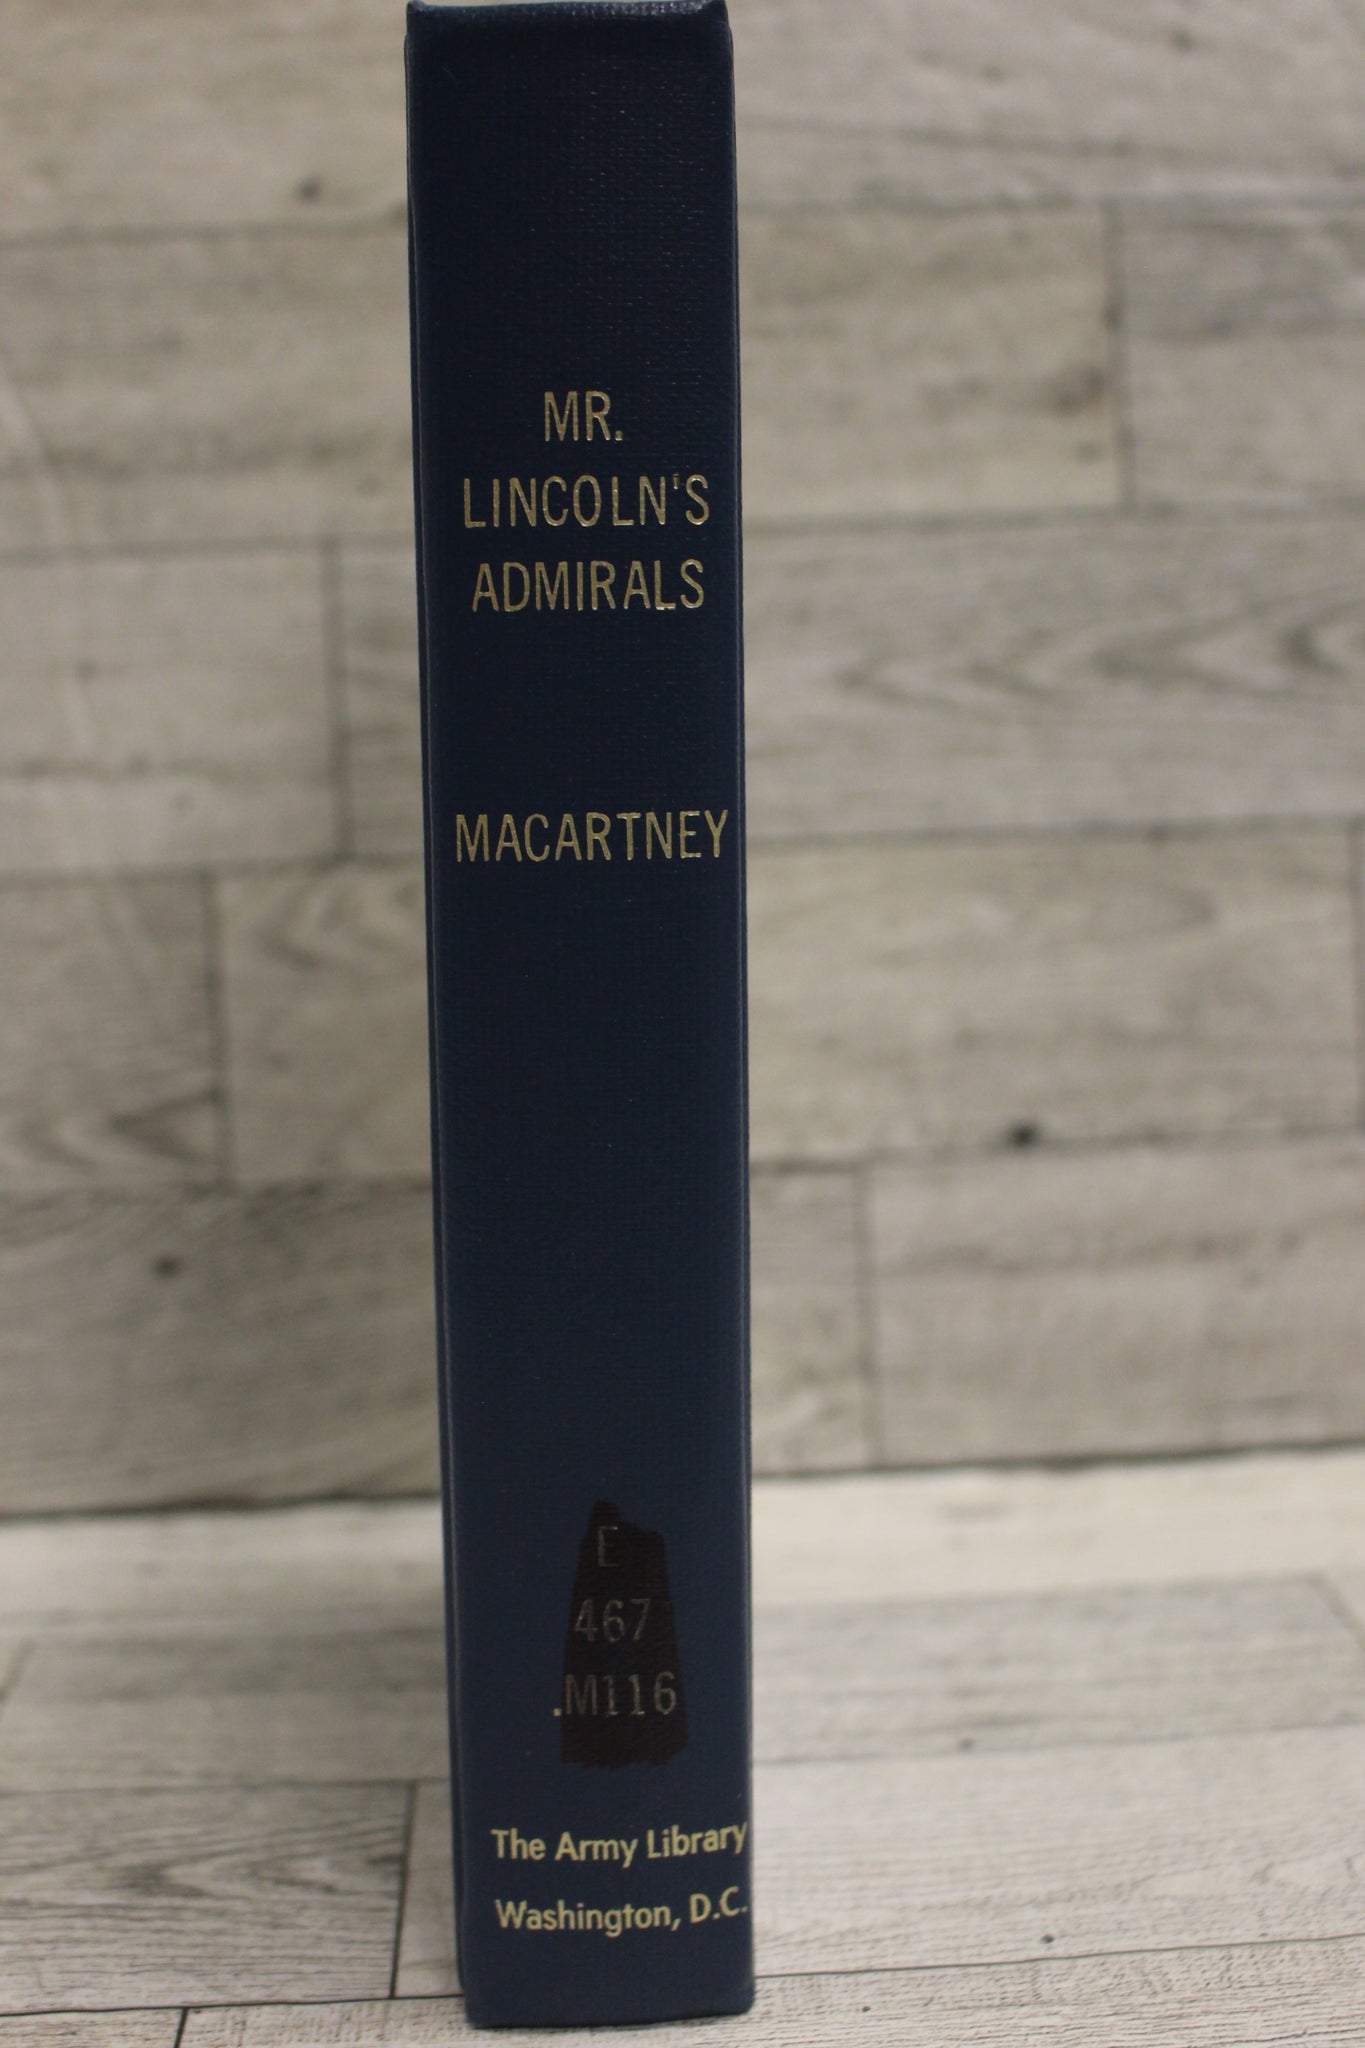 MR.
LINCOLN'S
ADMIRALS
MACARTNEY
E
467
.M116
The Army Library
Washington, D.C.